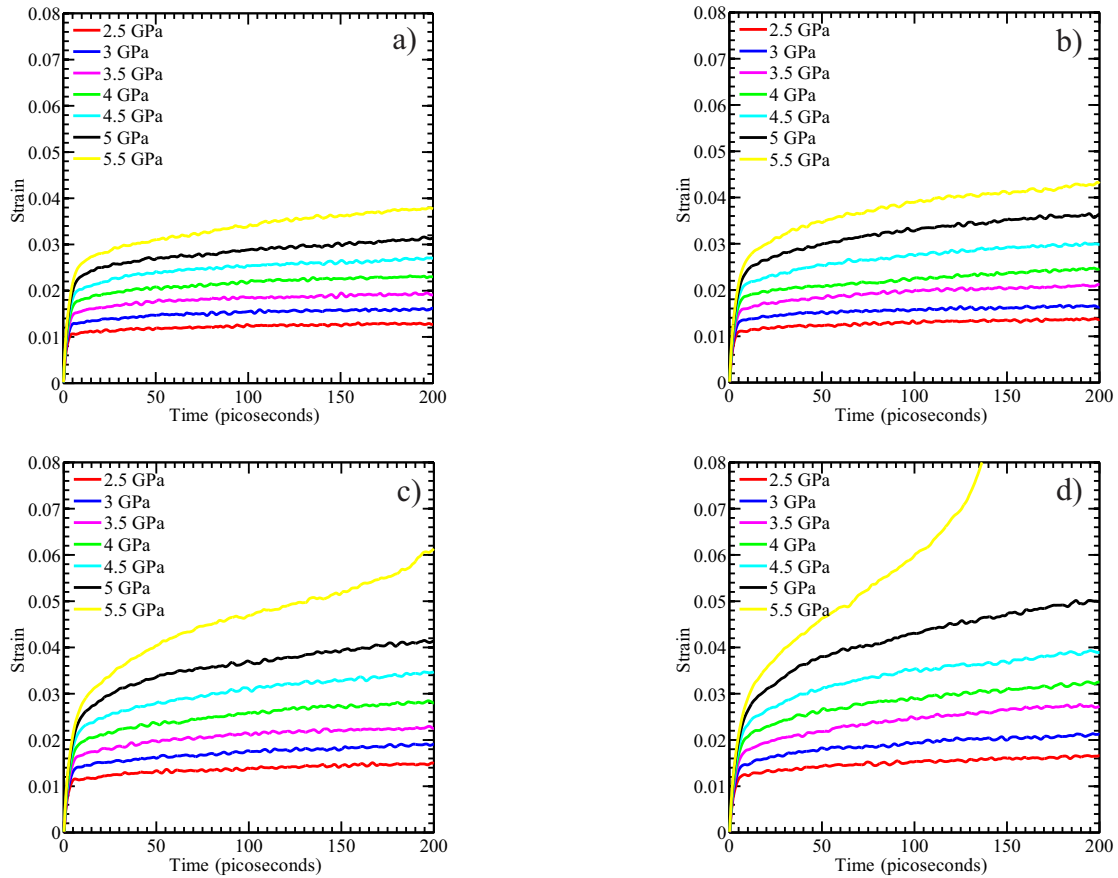 a)
0.08
0.07
0.06
0.05
0.04
0.03
0.02
0.01
0
Strain
2.5 GPa
3 GPa
3.5 GPa
4 GPa
4.5 GPa
5 GPa
5.5 GPa
0 50 100 150 200
Time (picoseconds)
b)
0.08
0.07
0.06
0.05
0.04
0.03
0.02
0.01
0
Strain
2.5 GPa
3 GPa
3.5 GPa
4 GPa
4.5 GPa
5 GPa
5.5 GPa
0 50 100 150 200
Time (picoseconds)
c)
0.08
0.07
0.06
0.05
0.04
0.03
0.02
0.01
0
Strain
2.5 GPa
3 GPa
3.5 GPa
4 GPa
4.5 GPa
5 GPa
5.5 GPa
0 50 100 150 200
Time (picoseconds)
d)
0.08
0.07
0.06
0.05
0.04
0.03
0.02
0.01
0
Strain
2.5 GPa
3 GPa
3.5 GPa
4 GPa
4.5 GPa
5 GPa
5.5 GPa
0 50 100 150 200
Time (picoseconds)